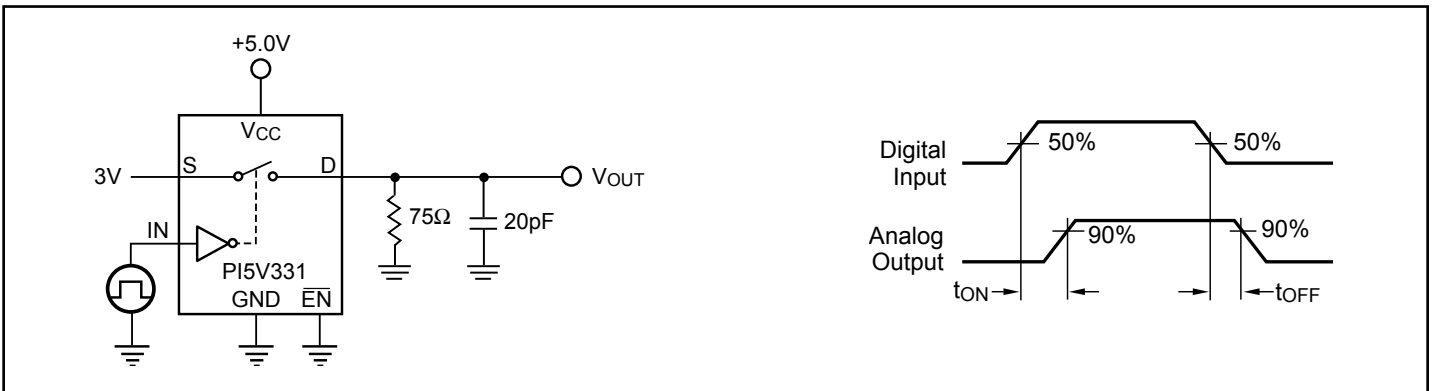 +5.0V
VCC
3V
S
D
VOUT
IN
75Ω
20pF
PI5V331
GND
EN
Digital
Input
50%
50%
Analog
Output
90%
90%
tON
tOFF